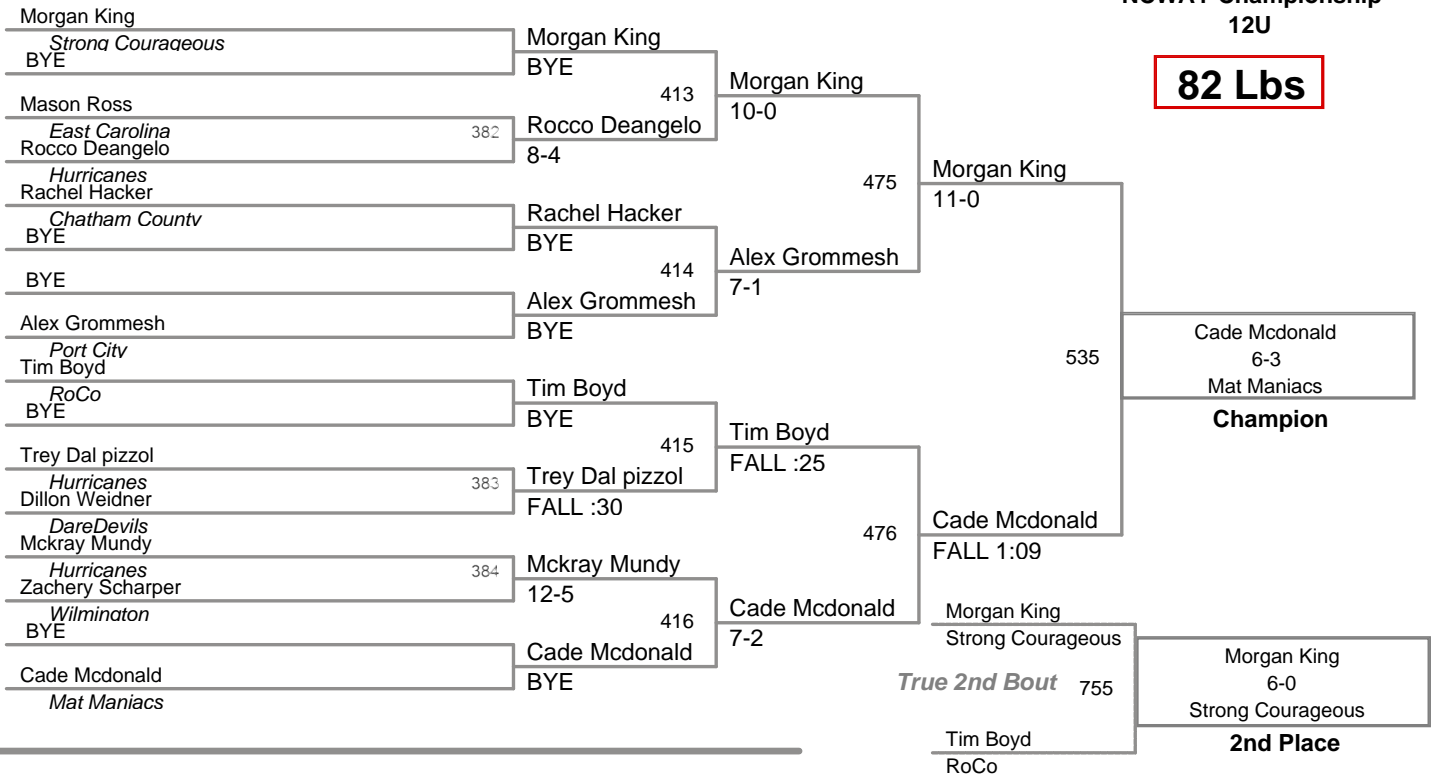 12U
82 Lbs
Morgan King
Strong Courageous
BYE
Mason Ross
East Carolina
382
Rocco Deangelo
Hurricanes
Rachel Hacker
Chatham County
BYE
BYE
Alex Grommesh
Port City
Tim Boyd
RoCo
BYE
Trey Dal pizzol
Hurricanes
383
Dillon Weidner
DareDevils
Mckray Mundy
Hurricanes
384
Zachery Scharper
Wilmington
BYE
Cade Mcdonald
Mat Maniacs
Morgan King
BYE
413
Rocco Deangelo
8-4
Rachel Hacker
BYE
414
Alex Grommesh
BYE
Tim Boyd
BYE
415
Trey Dal pizzol
FALL :30
Mckray Mundy
12-5
416
Cade Mcdonald
BYE
Morgan King
10-0
475
Alex Grommesh
7-1
Tim Boyd
FALL :25
476
Cade Mcdonald
7-2
Morgan King
11-0
535
Cade Mcdonald
FALL 1:09
Cade Mcdonald
6-3
Mat Maniacs
Champion
Morgan King
Strong Courageous
True 2nd Bout 755
Tim Boyd
RoCo
Morgan King
6-0
Strong Courageous
2nd Place